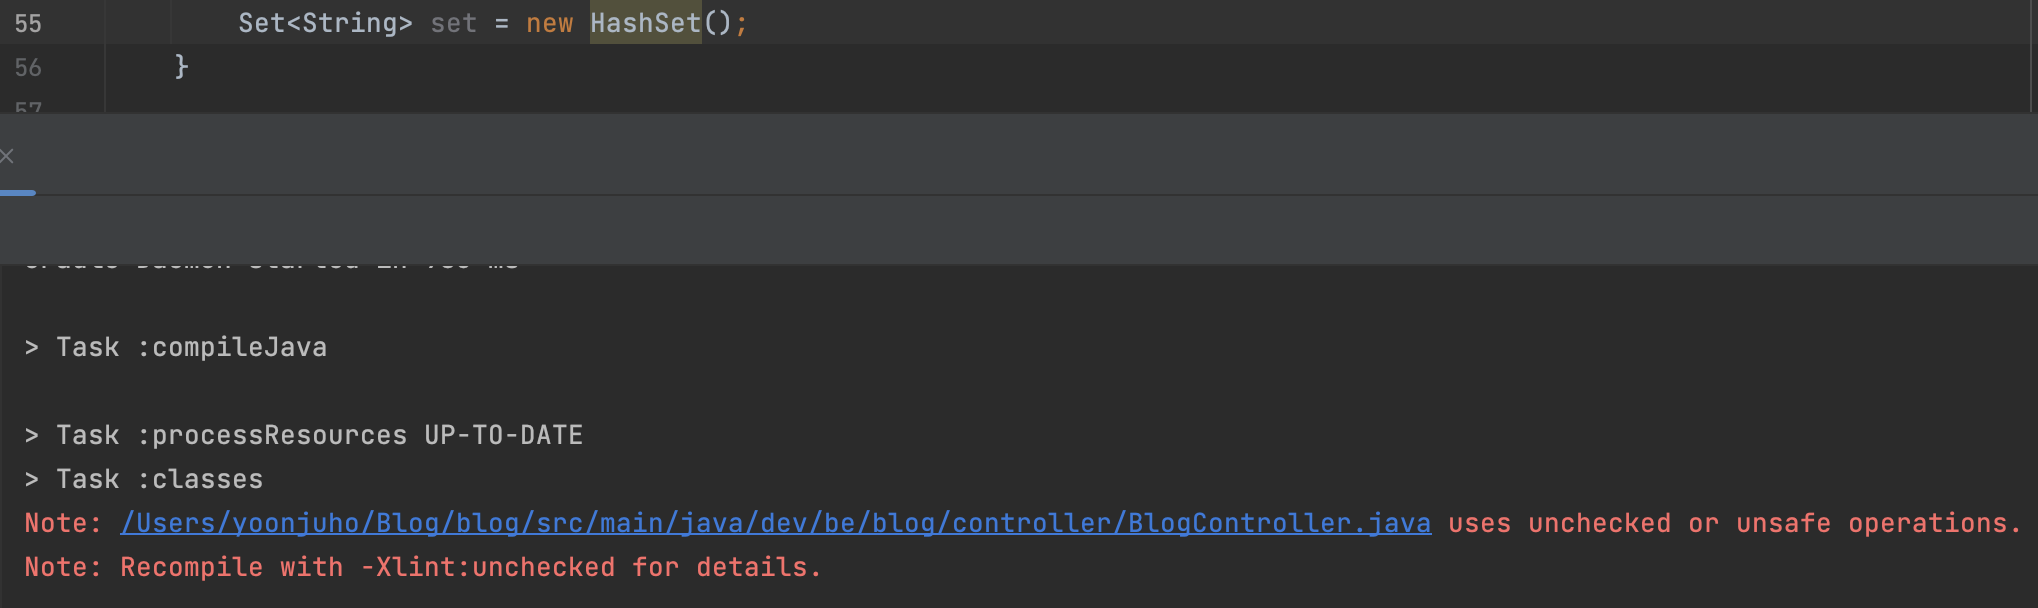 55 Set<String> set = new HashSet();
56 }
57
> Task :compileJava
> Task :processResources UP-TO-DATE
> Task :classes
Note: /Users/yoonjuho/Blog/blog/src/main/java/dev/be/blog/controller/BlogController.java uses unchecked or unsafe operations.
Note: Recompile with -Xlint:unchecked for details.